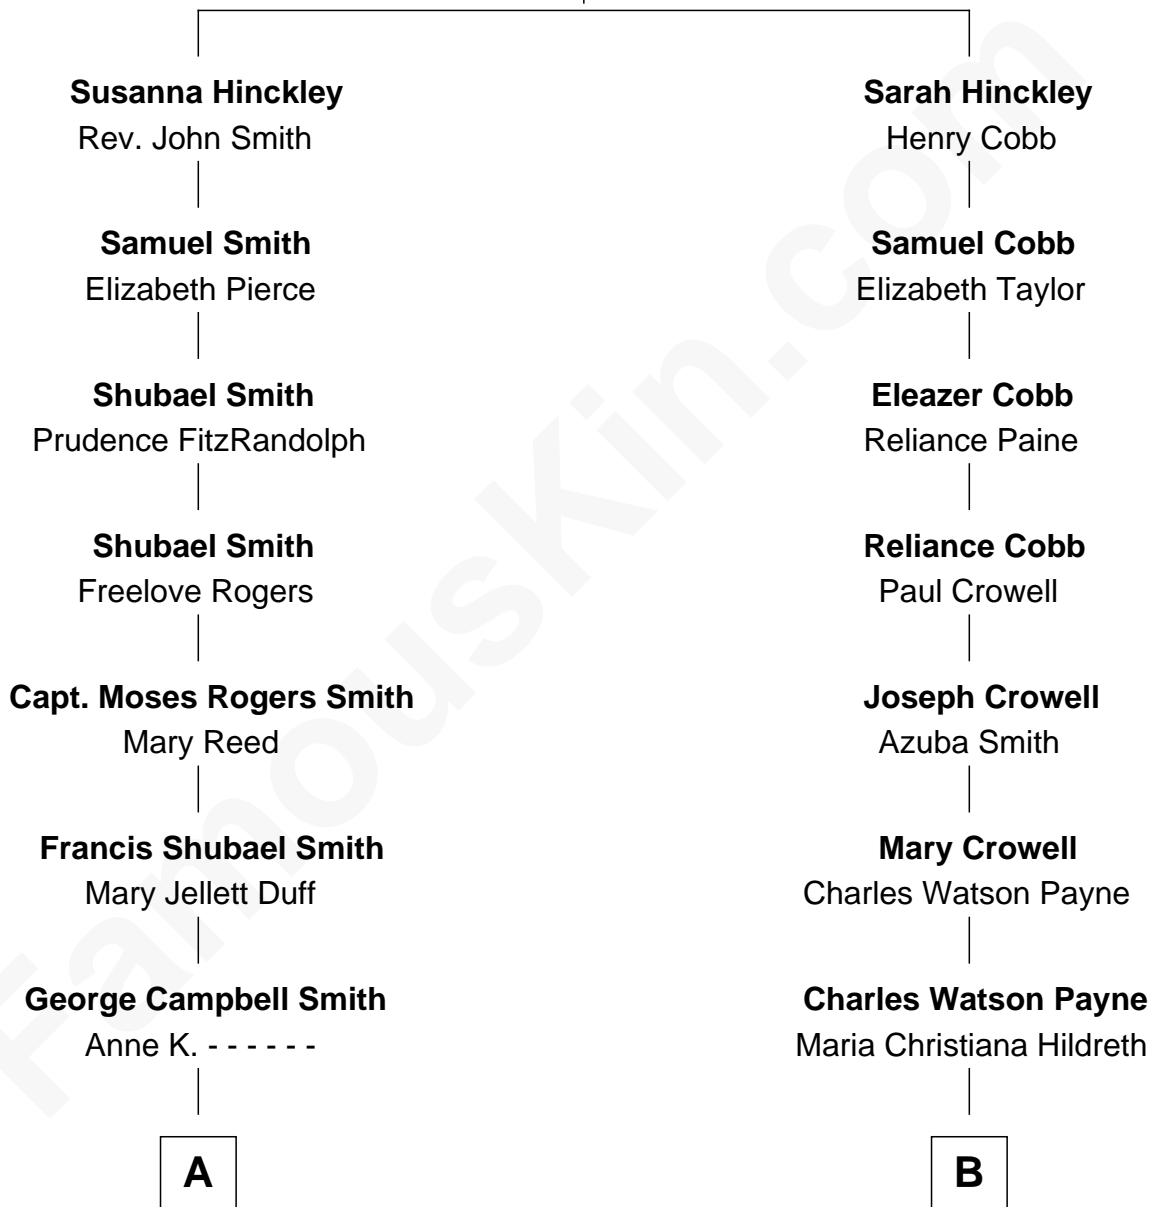 Susanna Hinckley
Rev. John Smith
Samuel Smith
Elizabeth Pierce
Shubael Smith
Prudence FitzRandolph
Shubael Smith
Freelove Rogers
Capt. Moses Rogers Smith
Mary Reed
Francis Shubael Smith
Mary Jellett Duff
George Campbell Smith
Anne K. - - - - - -
A
Sarah Hinckley
Henry Cobb
Samuel Cobb
Elizabeth Taylor
Eleazer Cobb
Reliance Paine
Reliance Cobb
Paul Crowell
Joseph Crowell
Azuba Smith
Mary Crowell
Charles Watson Payne
Charles Watson Payne
Maria Christiana Hildreth
B
FamousKin.com